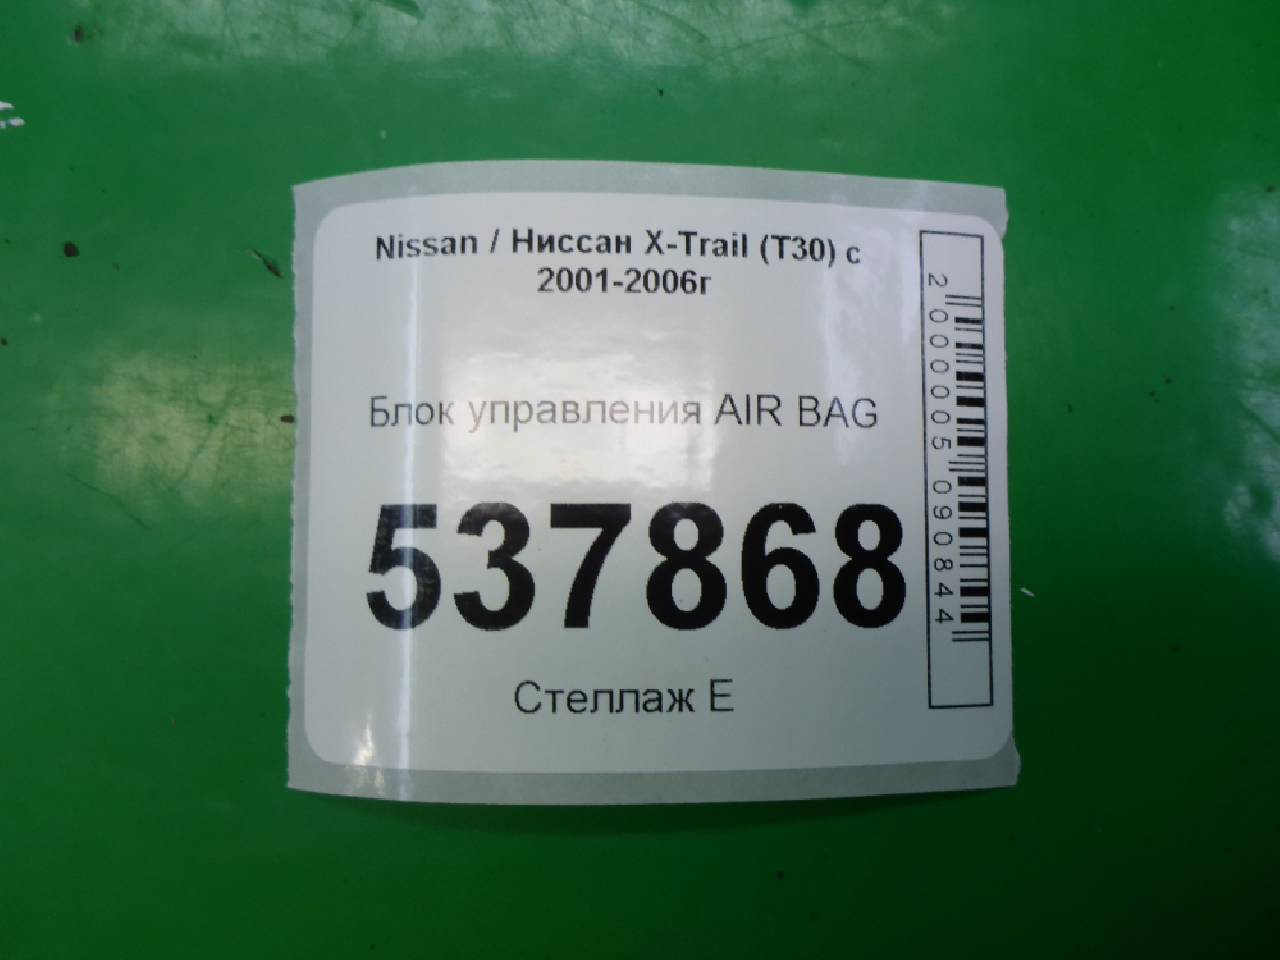 Nissan / Ниссан X-Trail (T30) с
2001-2006г
Блок управления AIR BAG
537868
Стеллаж Е
2000005090844